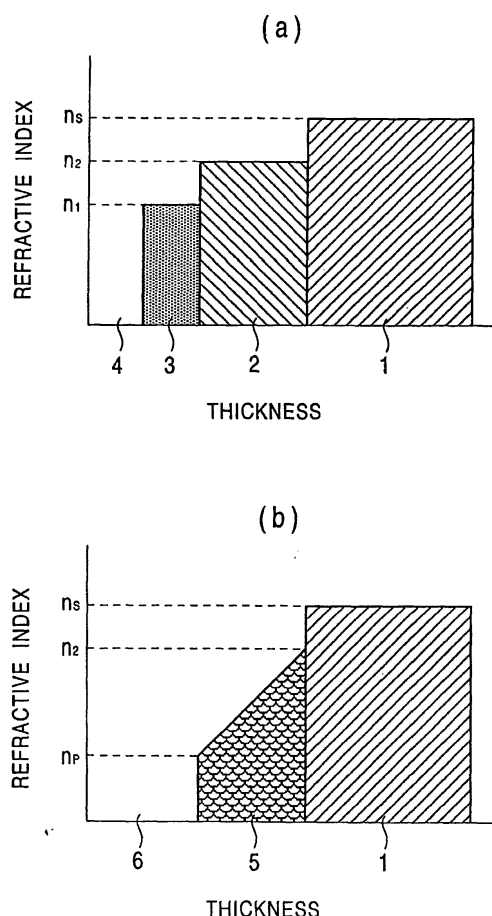 (a)
REFRACTIVE INDEX
ns
n2
n1
4 3 2 1
THICKNESS
(b)
REFRACTIVE INDEX
ns
n2
nP
6 5 1
THICKNESS